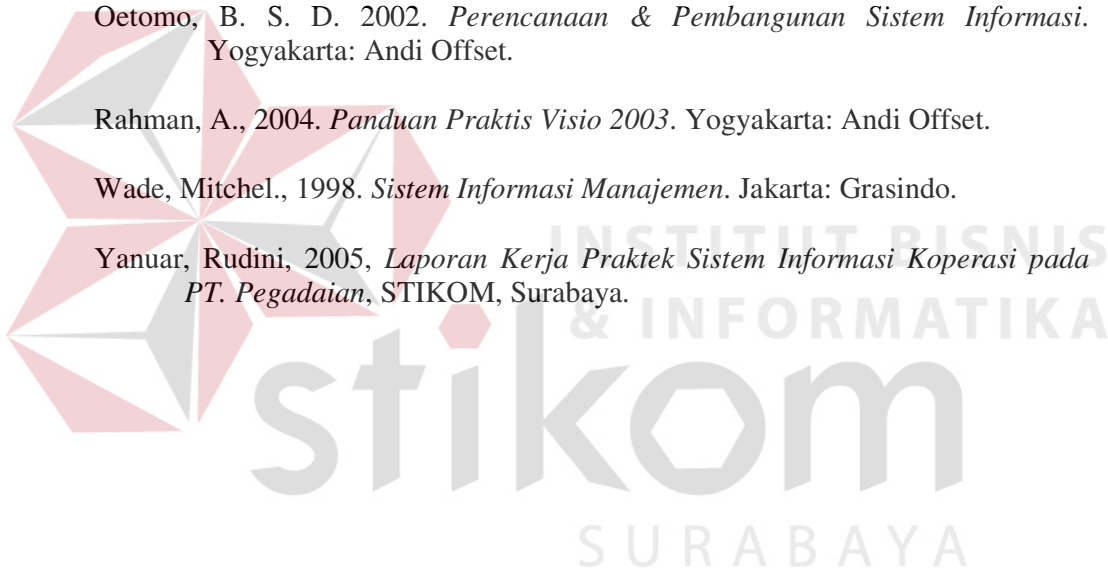 Oetomo, B. S. D. 2002. Perencanaan & Pembangunan Sistem Informasi.
Yogyakarta: Andi Offset.
Rahman, A., 2004. Panduan Praktis Visio 2003. Yogyakarta: Andi Offset.
Wade, Mitchel., 1998. Sistem Informasi Manajemen. Jakarta: Grasindo.
Yanuar, Rudini, 2005, Laporan Kerja Praktek Sistem Informasi Koperasi pada
PT. Pegadaian, STIKOM, Surabaya.
INSTITUT BISNIS
& INFORMATIKA
stikom
SURABAYA